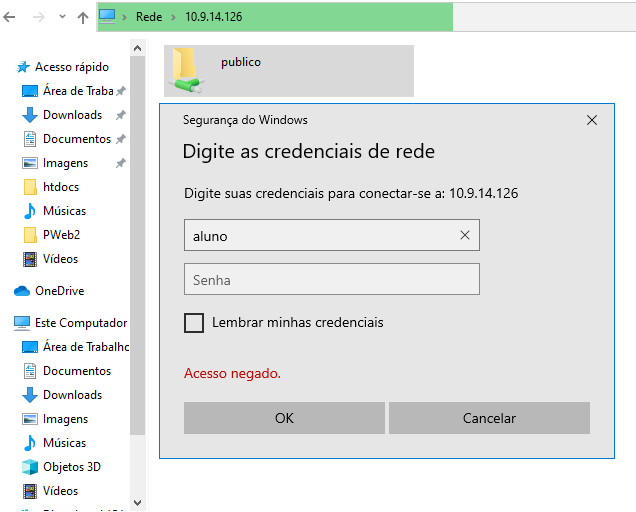 Rede 10.9.14.126
publico
Acesso rápido
Área de Traba
Downloads
Documentos
Imagens
htdocs
Músicas
PWeb2
Vídeos
OneDrive
Este Computador
Área de Trabalho
Documentos
Downloads
Imagens
Músicas
Objetos 3D
Vídeos
Segurança do Windows
Digite as credenciais de rede
Digite suas credenciais para conectar-se a: 10.9.14.126
aluno
Senha
Lembrar minhas credenciais
Acesso negado.
OK Cancelar